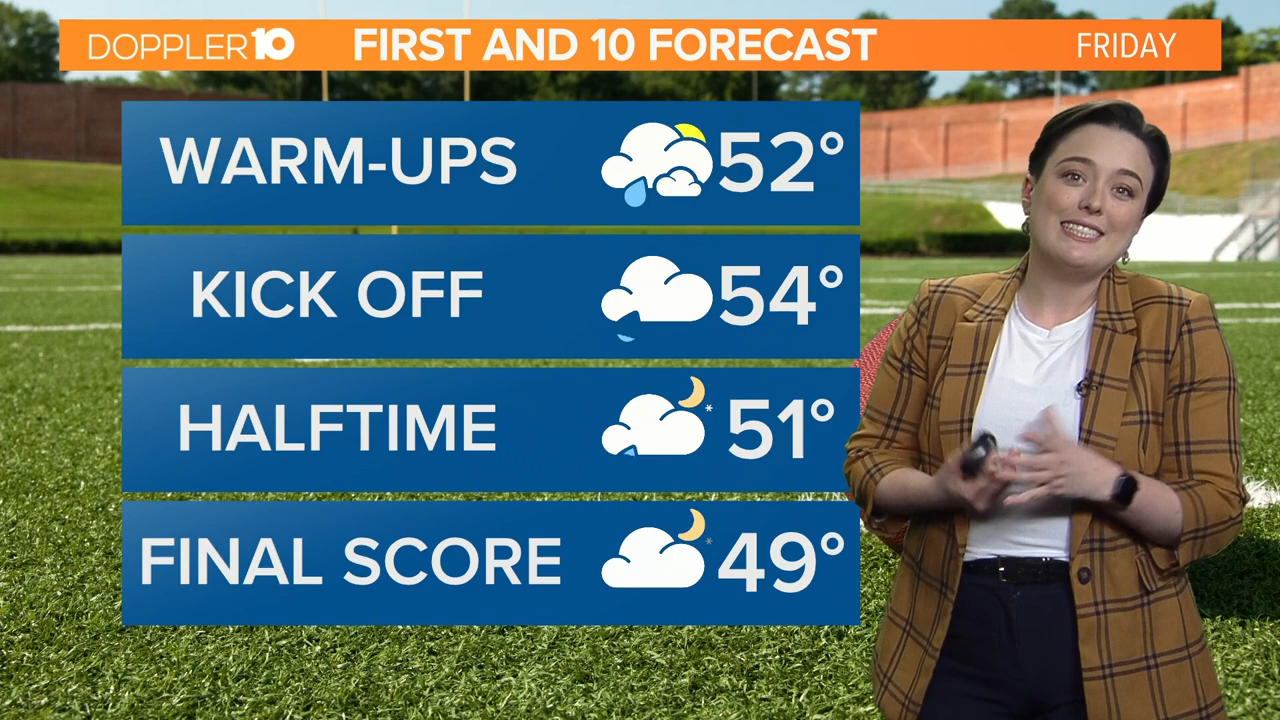 DOPPLER10 FIRST AND 10 FORECAST FRIDAY
WARM-UPS 52°
KICK OFF 54°
HALFTIME 51°
FINAL SCORE 49°